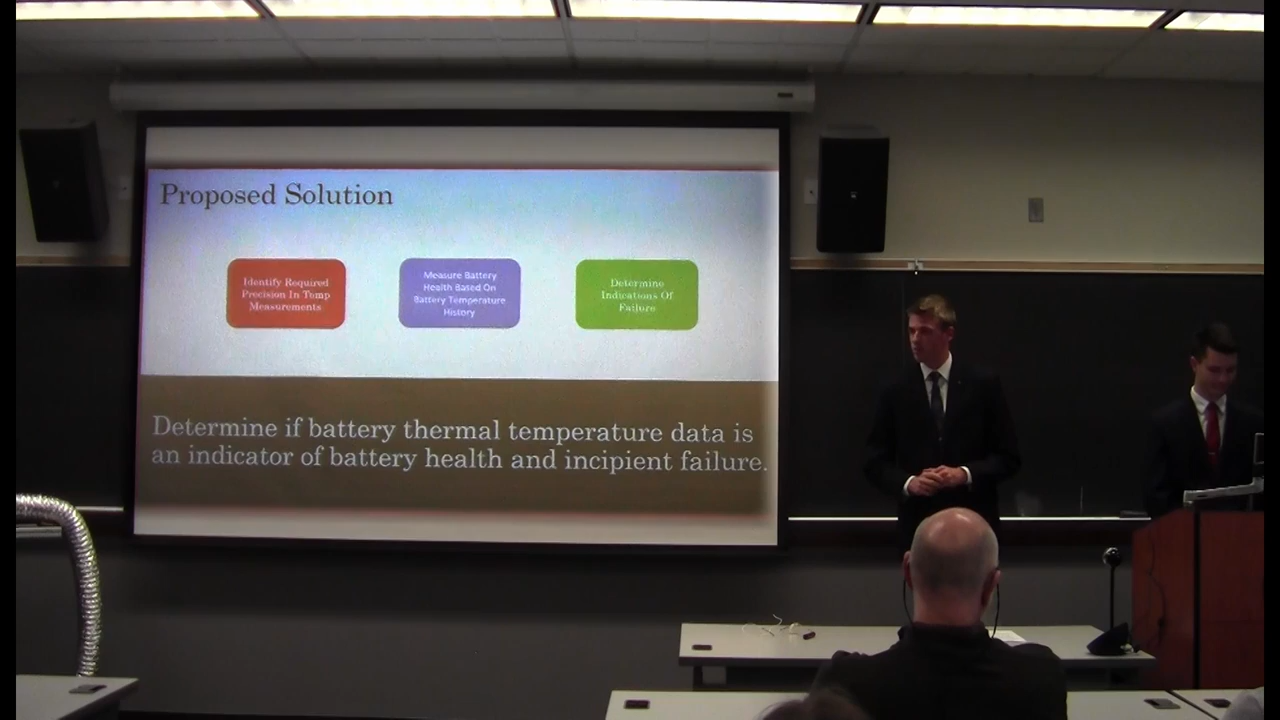 Proposed Solution
Identify Required
Precision In Temp
Measurements
Measure Battery
Health Based On
Battery Temperature
History
Determine
Indications Of
Failure
Determine if battery thermal temperature data is
an indicator of battery health and incipient failure.